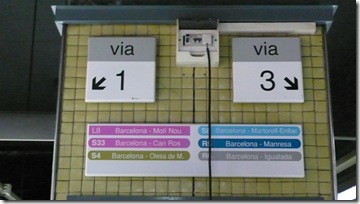 via
↙ 1
via
3 ↘
L8 Barcelona - Molí Nou
S33 Barcelona - Can Ros
S4 Barcelona - Olesa de M.
Barcelona - Martorell-Enllaç
Barcelona - Manresa
Barcelona - Igualada